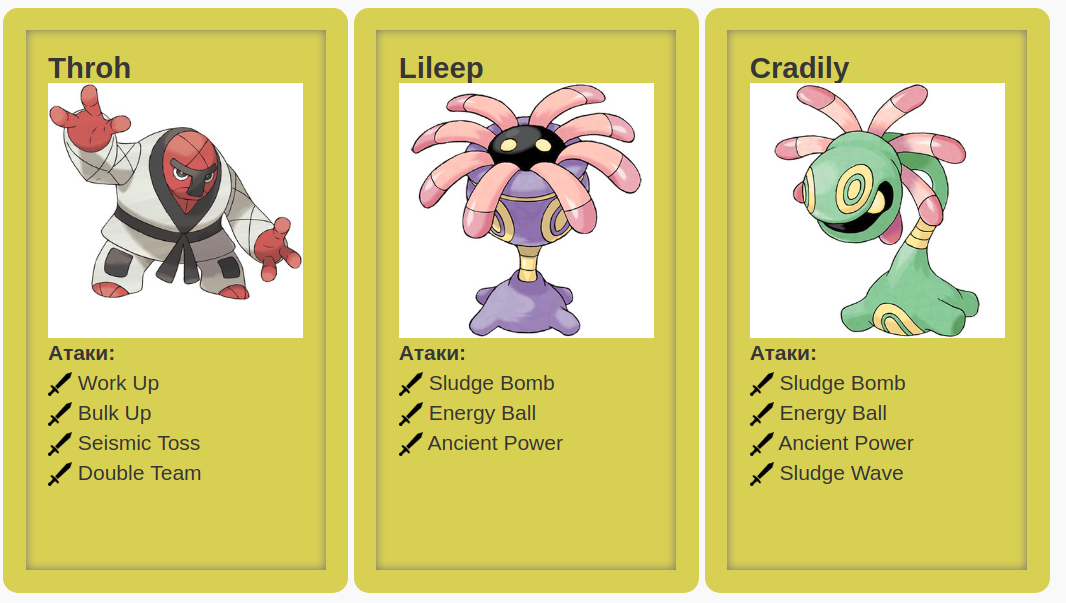 Throh
Атаки:
Work Up
Bulk Up
Seismic Toss
Double Team
Lileep
Атаки:
Sludge Bomb
Energy Ball
Ancient Power
Cradily
Атаки:
Sludge Bomb
Energy Ball
Ancient Power
Sludge Wave